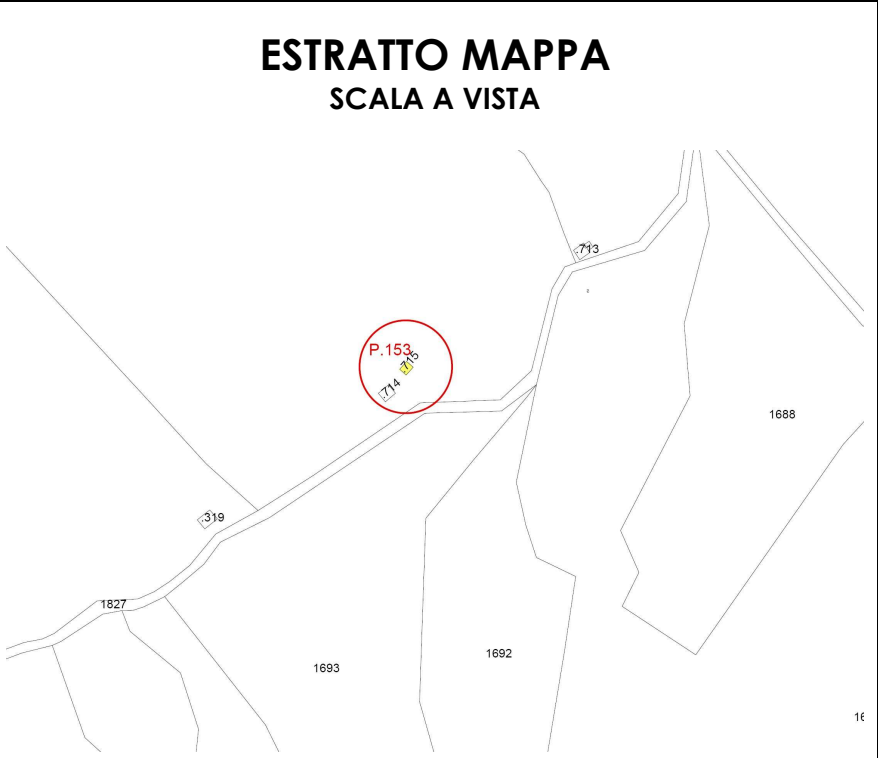 ESTRATTO MAPPA
SCALA A VISTA
.713
P.153
.715
.714
1688
.319
1827
1692
1693